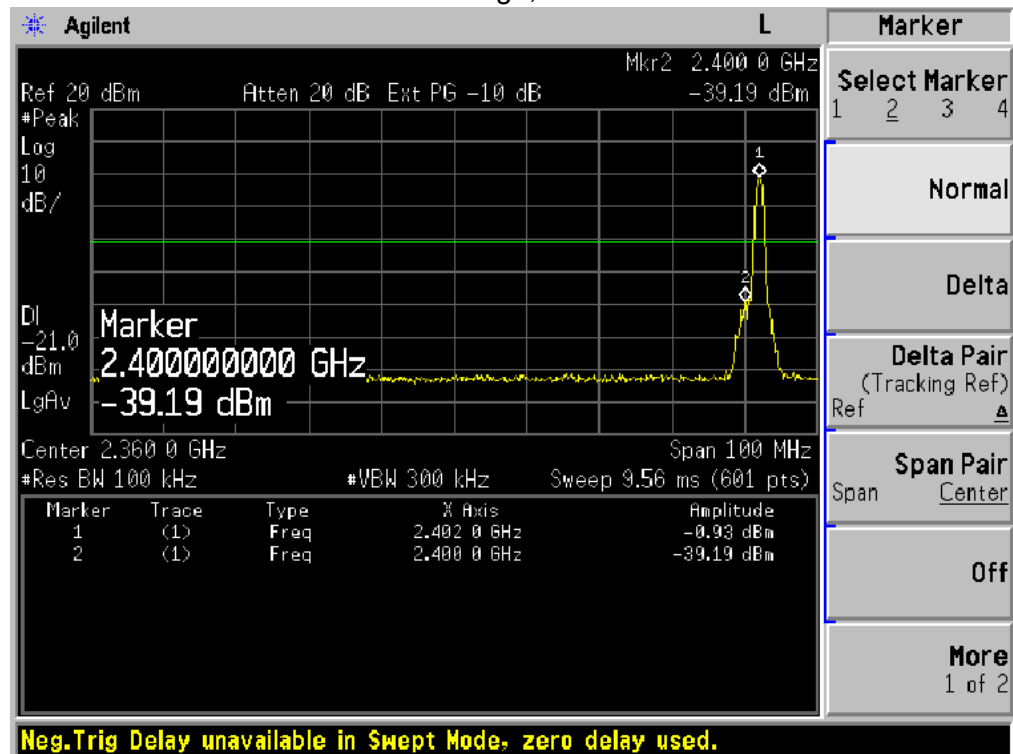 Agilent L Marker
Mkr2 2.400 0 GHz
Ref 20 dBm Atten 20 dB Ext PG -10 dB -39.19 dBm
#Peak
Log
10
dB/
1
2
DI
-21.0
dBm
LgAv
Marker
2.400000000 GHz
-39.19 dBm
Center 2.360 0 GHz Span 100 MHz
#Res BW 100 kHz #VBW 300 kHz Sweep 9.56 ms (601 pts)
Marker Trace Type X Axis Amplitude
1 (1) Freq 2.402 0 GHz -0.93 dBm
2 (1) Freq 2.400 0 GHz -39.19 dBm
Select Marker
1 2 3 4
Normal
Delta
Delta Pair
(Tracking Ref)
Ref Δ
Span Pair
Span Center
Off
More
1 of 2
Neg.Trig Delay unavailable in Swept Mode, zero delay used.